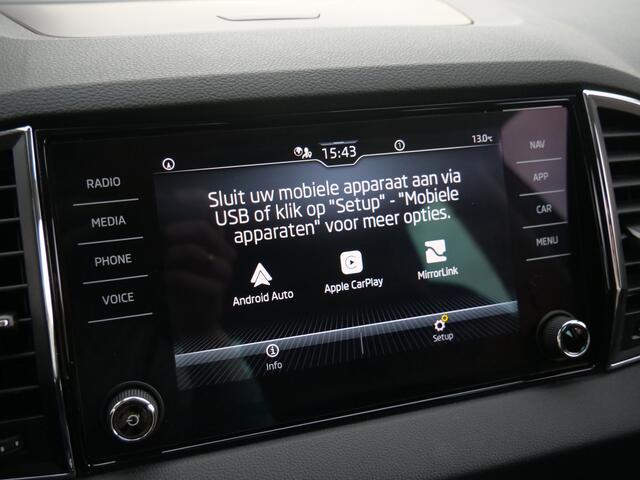 15:43
1
13.0°C
RADIO
MEDIA
PHONE
VOICE
Sluit uw mobiele apparaat aan via
USB of klik op "Setup" - "Mobiele
apparaten" voor meer opties.
Android Auto
Apple CarPlay
MirrorLink
Info
Setup
NAV
APP
CAR
MENU